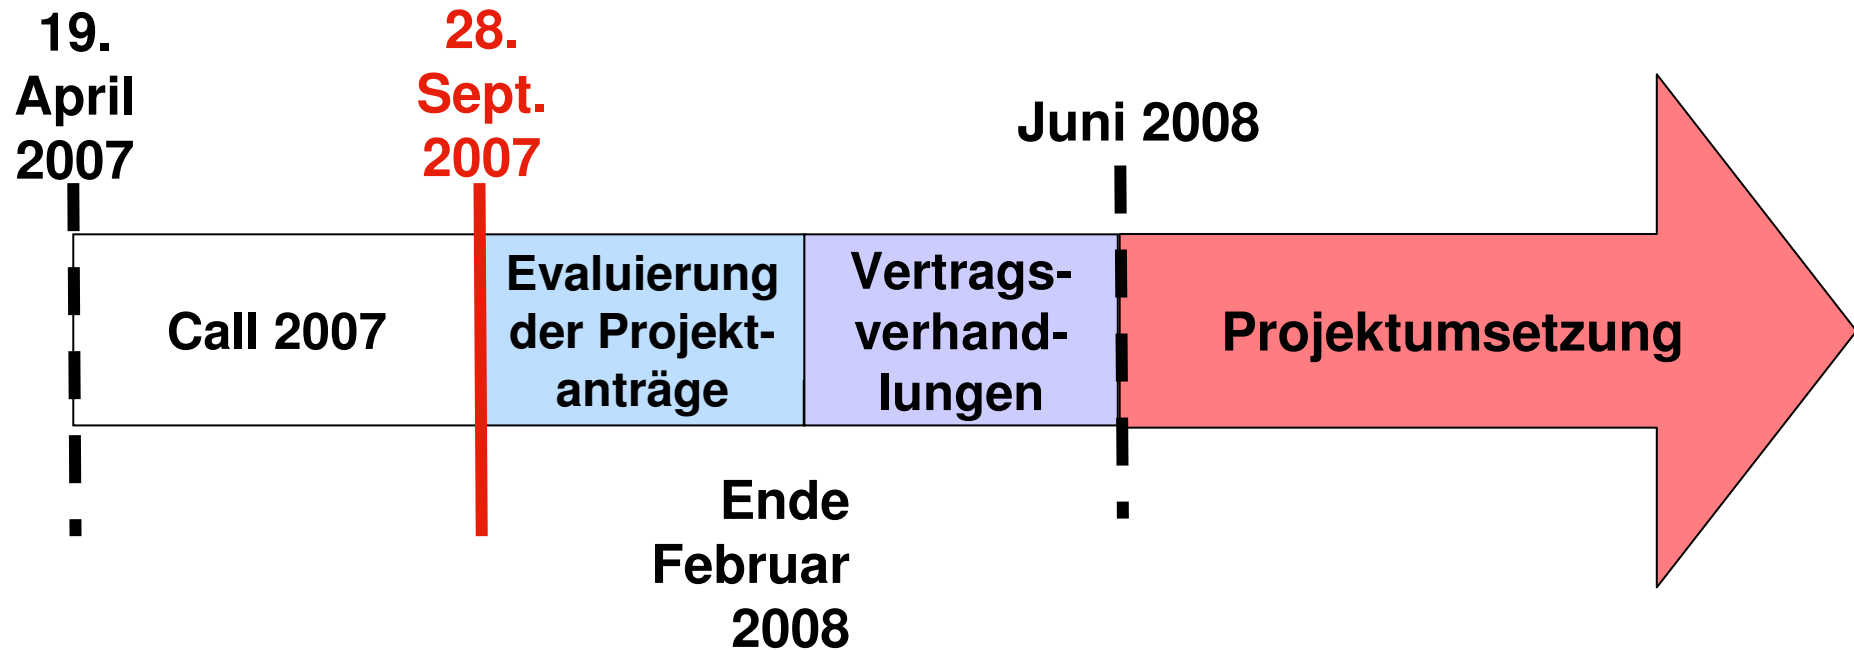 19.
April
2007
28.
Sept.
2007
Juni 2008
Call 2007
Evaluierung
der Projekt-
anträge
Vertrags-
verhand-
lungen
Projektumsetzung
Ende
Februar
2008